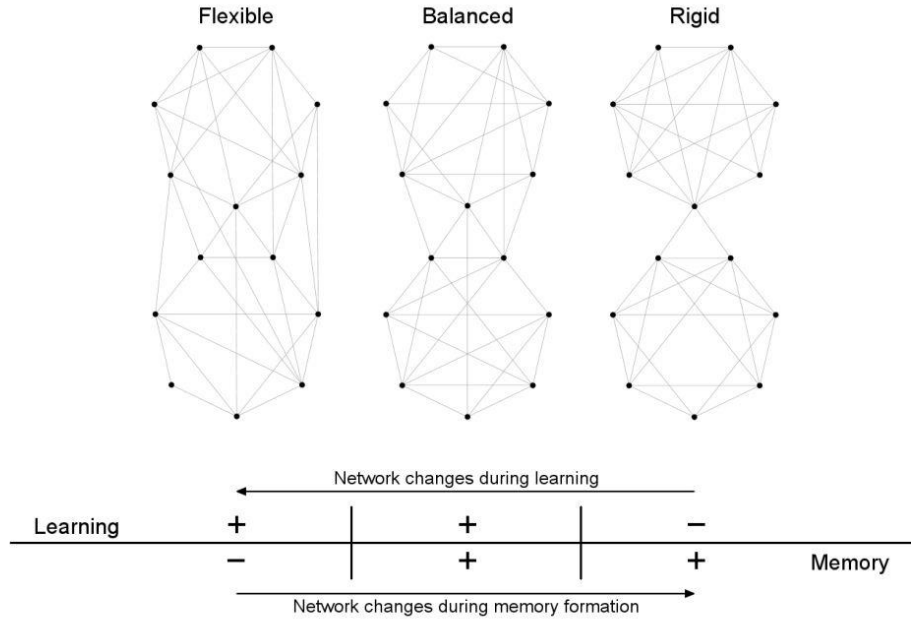 Flexible
Balanced
Rigid
Network changes during learning
Learning + + −
− + + Memory
Network changes during memory formation